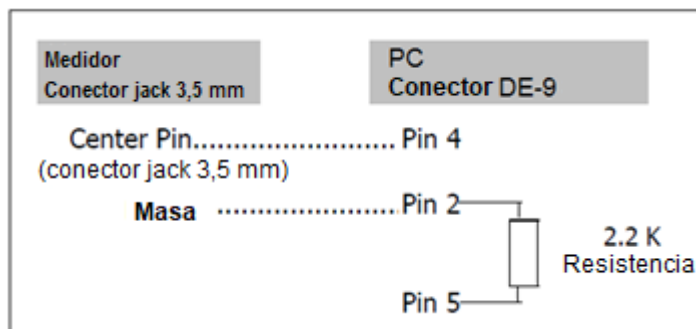 Medidor
Conector jack 3,5 mm
PC
Conector DE-9
Center Pin........................... Pin 4
(conector jack 3,5 mm)
Masa ........................ Pin 2
2.2 K
Resistencia
Pin 5